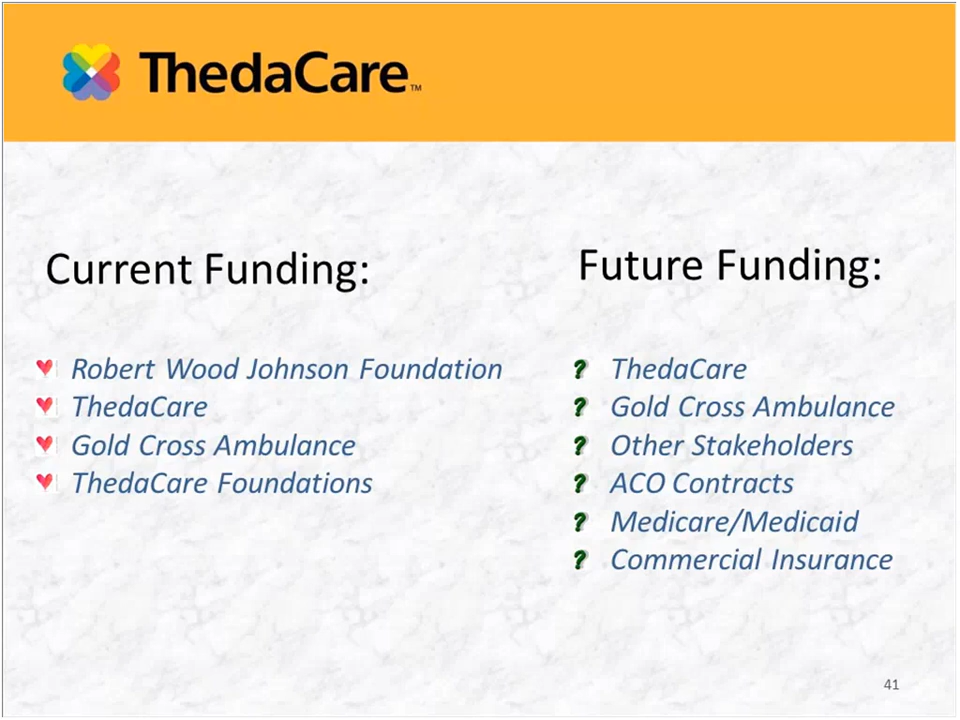 ThedaCare™
Current Funding:
Robert Wood Johnson Foundation
ThedaCare
Gold Cross Ambulance
ThedaCare Foundations
Future Funding:
? ThedaCare
? Gold Cross Ambulance
? Other Stakeholders
? ACO Contracts
? Medicare/Medicaid
? Commercial Insurance
41